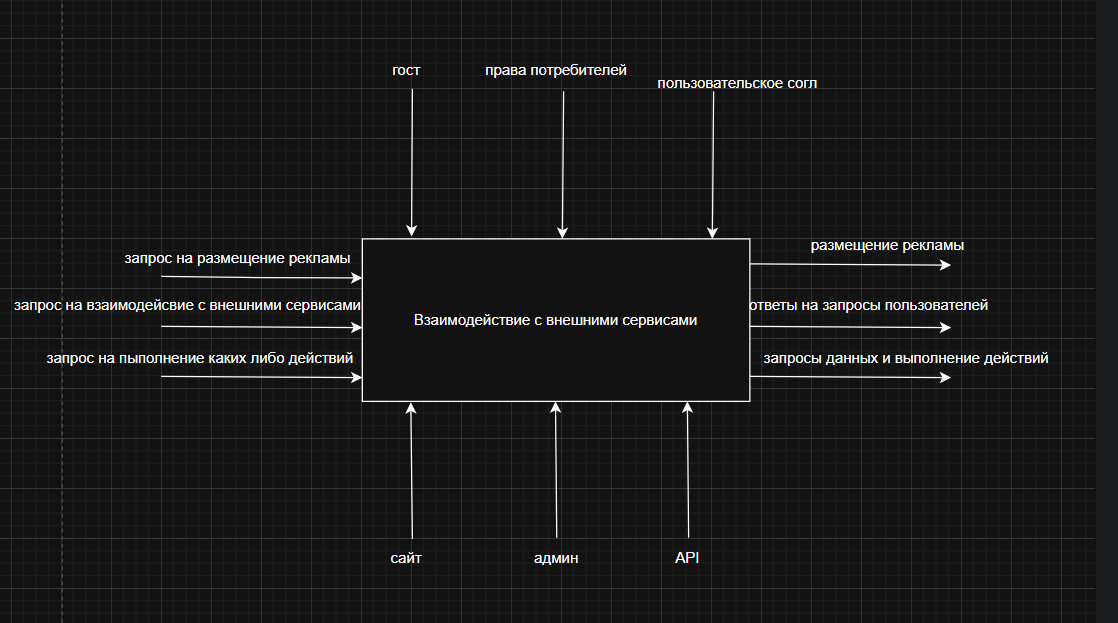 гост
права потребителей
пользовательское согл
запрос на размещение рекламы
размещение рекламы
запрос на взаимодейсвие с внешними сервисами
Взаимодействие с внешними сервисами
ответы на запросы пользователей
запрос на пыполнение каких либо действий
запросы данных и выполнение действий
сайт
админ
API